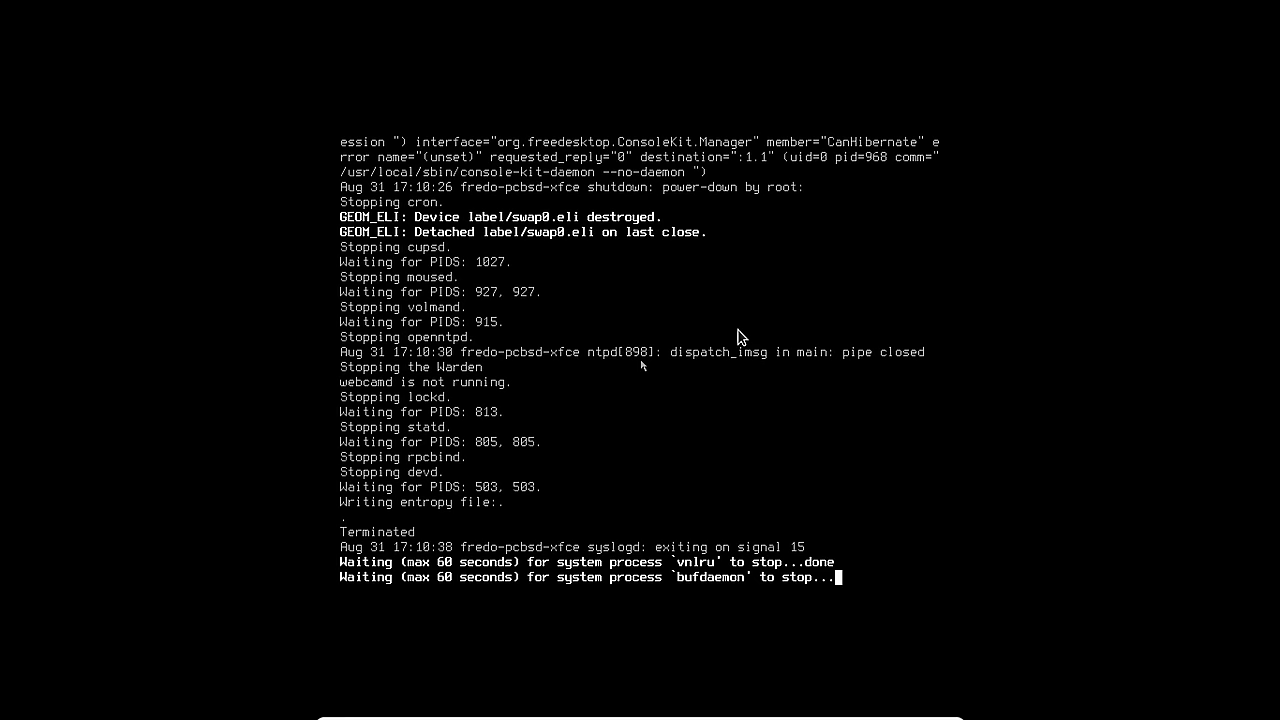 ession ") interface="org.freedesktop.ConsoleKit.Manager" member="CanHibernate" e
rror name="(unset)" requested_reply="0" destination=":1.1" (uid=0 pid=968 comm="
/usr/local/sbin/console-kit-daemon --no-daemon ")
Aug 31 17:10:26 fredo-pcbsd-xfce shutdown: power-down by root:
Stopping cron.
GEOM_ELI: Device label/swap0.eli destroyed.
GEOM_ELI: Detached label/swap0.eli on last close.
Stopping cupsd.
Waiting for PIDS: 1027.
Stopping moused.
Waiting for PIDS: 927, 927.
Stopping volmand.
Waiting for PIDS: 915.
Stopping openntpd.
Aug 31 17:10:30 fredo-pcbsd-xfce ntpd[898]: dispatch_imsg in main: pipe closed
Stopping the Warden
webcamd is not running.
Stopping lockd.
Waiting for PIDS: 813.
Stopping statd.
Waiting for PIDS: 805, 805.
Stopping rpcbind.
Stopping devd.
Waiting for PIDS: 503, 503.
Writing entropy file:.
.
Terminated
Aug 31 17:10:38 fredo-pcbsd-xfce syslogd: exiting on signal 15
Waiting (max 60 seconds) for system process `vnlru' to stop...done
Waiting (max 60 seconds) for system process `bufdaemon' to stop...